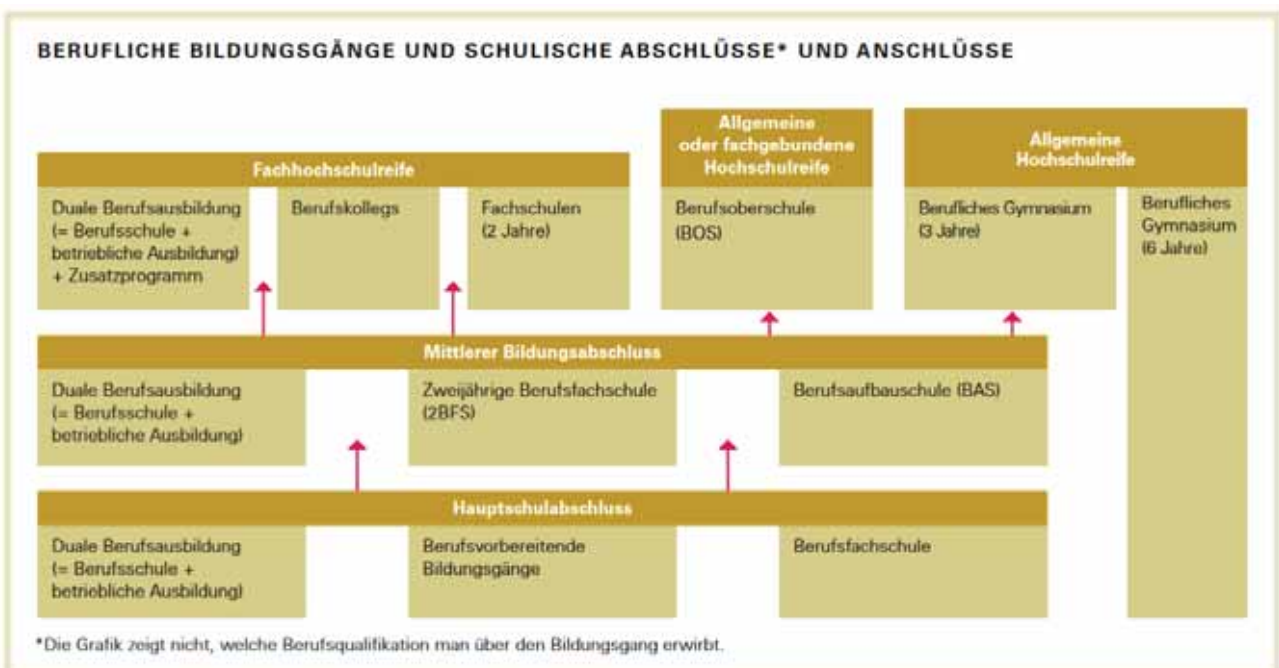 BERUFLICHE BILDUNGSGÄNGE UND SCHULISCHE ABSCHLÜSSE* UND ANSCHLÜSSE
Fachhochschulreife
Duale Berufsausbildung
(= Berufsschule +
betriebliche Ausbildung)
+ Zusatzprogramm
Berufskollegs
Fachschulen
(2 Jahre)
Allgemeine
oder fachgebundene
Hochschulreife
Berufsoberschule
(BOS)
Allgemeine
Hochschulreife
Berufliches Gymnasium
(3 Jahre)
Berufliches
Gymnasium
(6 Jahre)
Mittlerer Bildungsabschluss
Duale Berufsausbildung
(= Berufsschule +
betriebliche Ausbildung)
Zweijährige Berufsfachschule
(2BFS)
Berufsaufbauschule (BAS)
Hauptschulabschluss
Duale Berufsausbildung
(= Berufsschule +
betriebliche Ausbildung)
Berufsvorbereitende
Bildungsgänge
Berufsfachschule
*Die Grafik zeigt nicht, welche Berufsqualifikation man über den Bildungsgang erwirbt.